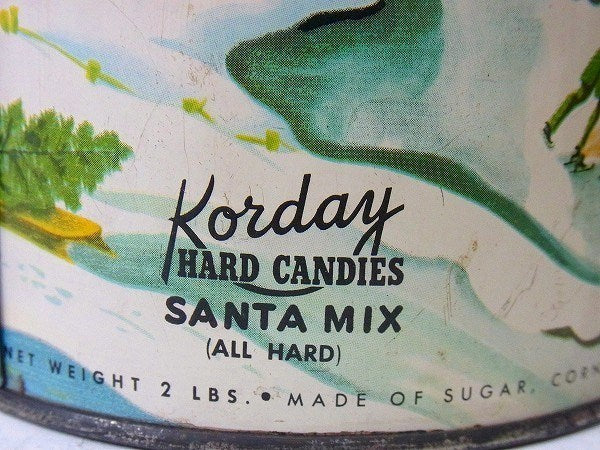 Korday
HARD CANDIES
SANTA MIX
(ALL HARD)
NET WEIGHT 2 LBS. • MADE OF SUGAR, CORN